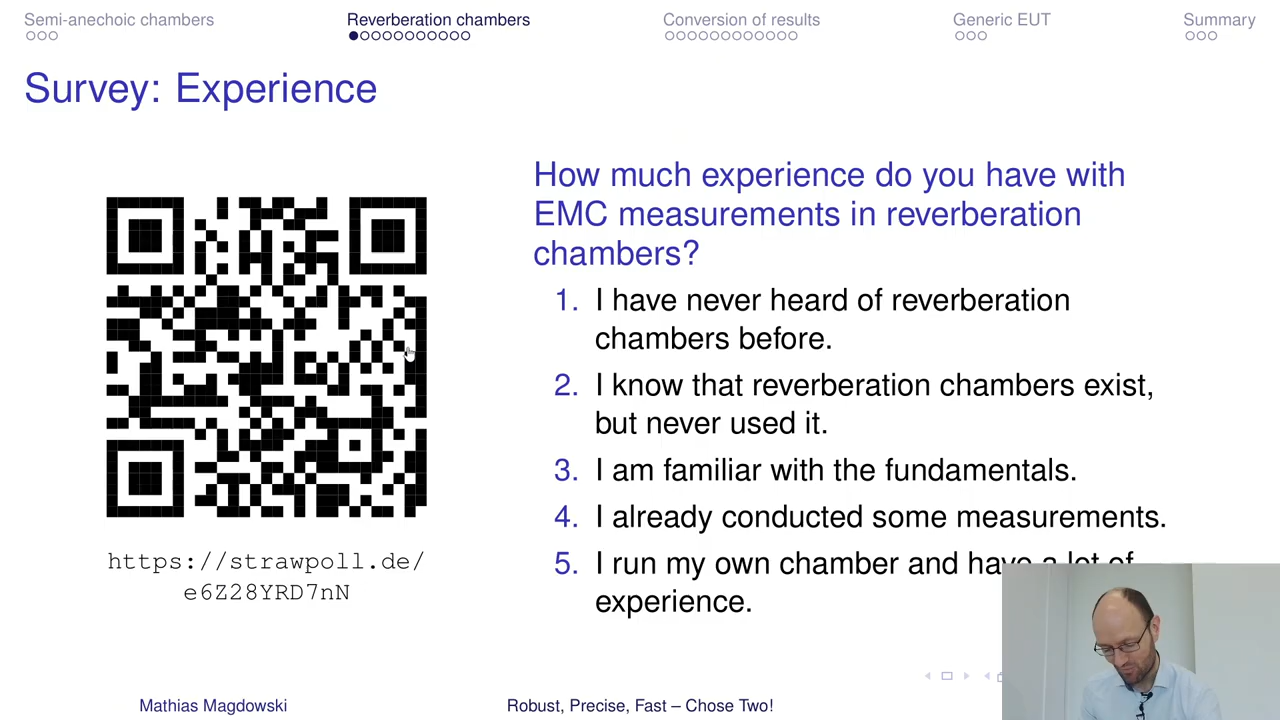 Semi-anechoic chambers
Reverberation chambers
Conversion of results
Generic EUT
Summary
Survey: Experience
How much experience do you have with
EMC measurements in reverberation
chambers?
1. I have never heard of reverberation
chambers before.
2. I know that reverberation chambers exist,
but never used it.
3. I am familiar with the fundamentals.
4. I already conducted some measurements.
5. I run my own chamber and have a lot of
experience.
https://strawpoll.de/
e6Z28YRD7nN
Mathias Magdowski
Robust, Precise, Fast – Chose Two!